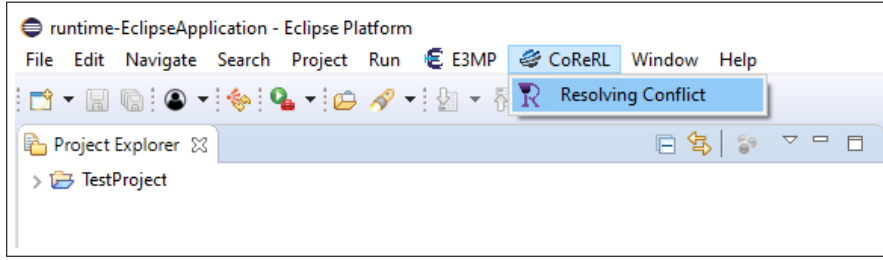 runtime-EclipseApplication - Eclipse Platform
File Edit Navigate Search Project Run E3MP CoReRL Window Help
Resolving Conflict
Project Explorer
TestProject